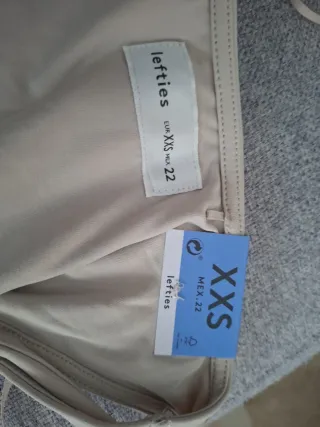 lefties
EUR XXS MEX 22
XXS
MEX.22
lefties